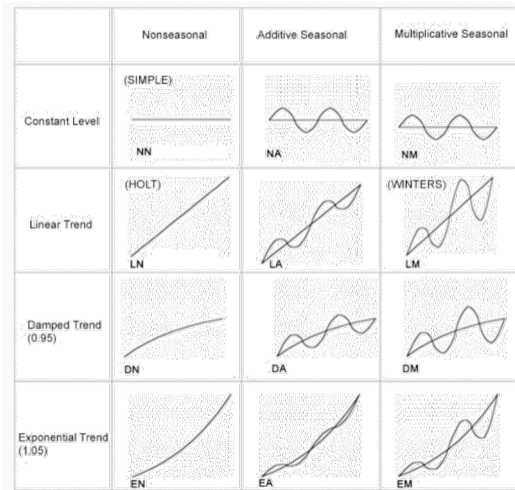 Nonseasonal
Additive Seasonal
Multiplicative Seasonal
Constant Level
(SIMPLE)
NN
NA
NM
Linear Trend
(HOLT)
LN
LA
(WINTERS)
LM
Damped Trend
(0.95)
DN
DA
DM
Exponential Trend
(1.05)
EN
EA
EM